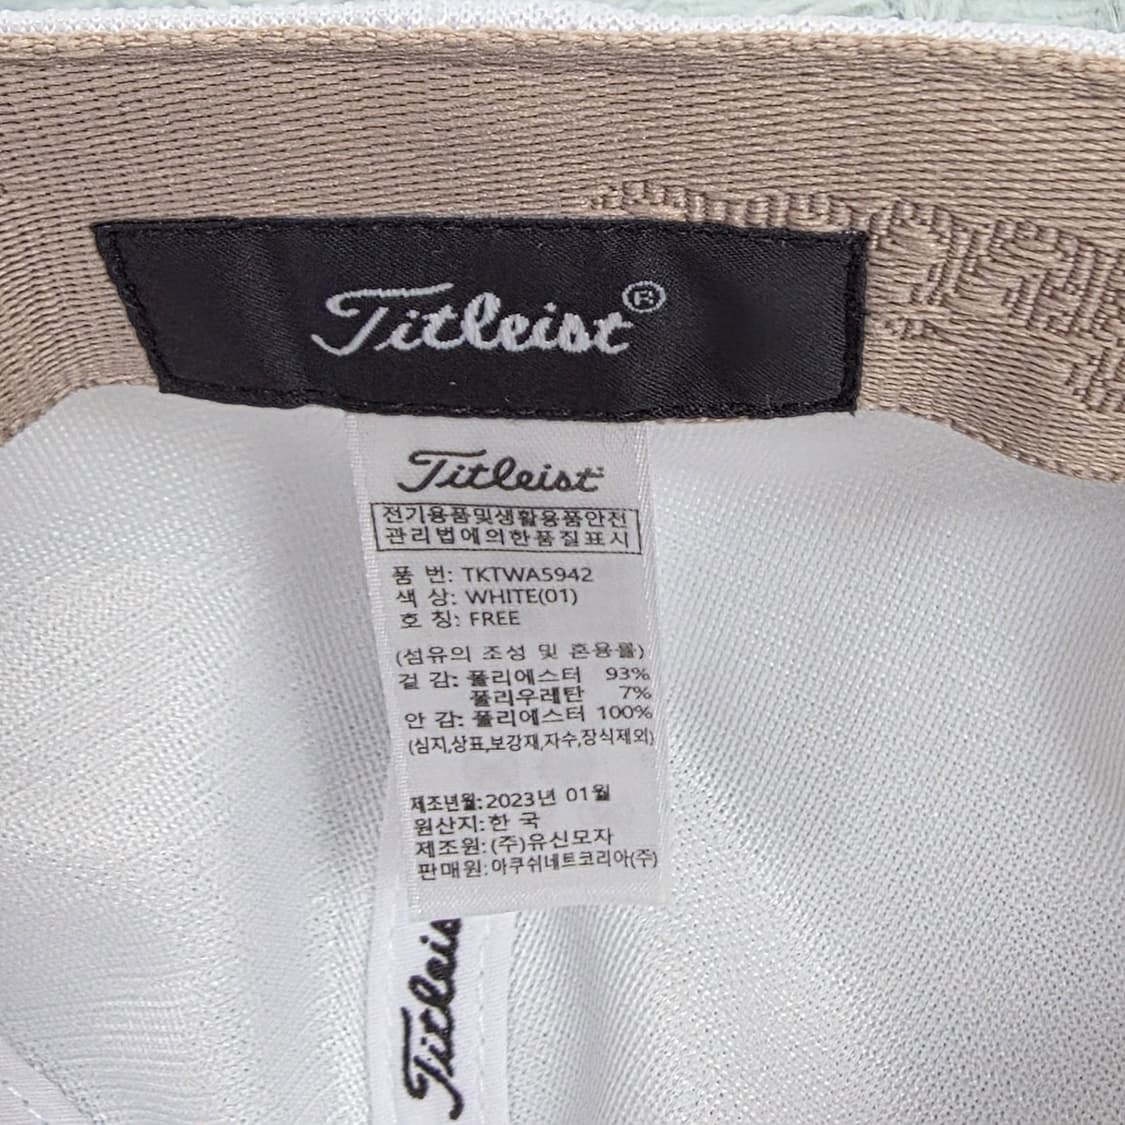 Titleist®
Titleist
전기용품및생활용품안전
관리법에의한품질표시
품 번: TKTWA5942
색 상: WHITE(01)
호 칭: FREE
(섬유의 조성 및 혼용율)
겉 감: 폴리에스터 93%
폴리우레탄 7%
안 감: 폴리에스터 100%
(심지,상표,보강재,자수,장식제외)
제조년월:2023년 01월
원산지:한 국
제조원:(주)유신모자
판매원:아쿠쉬네트코리아(주)
Titleis